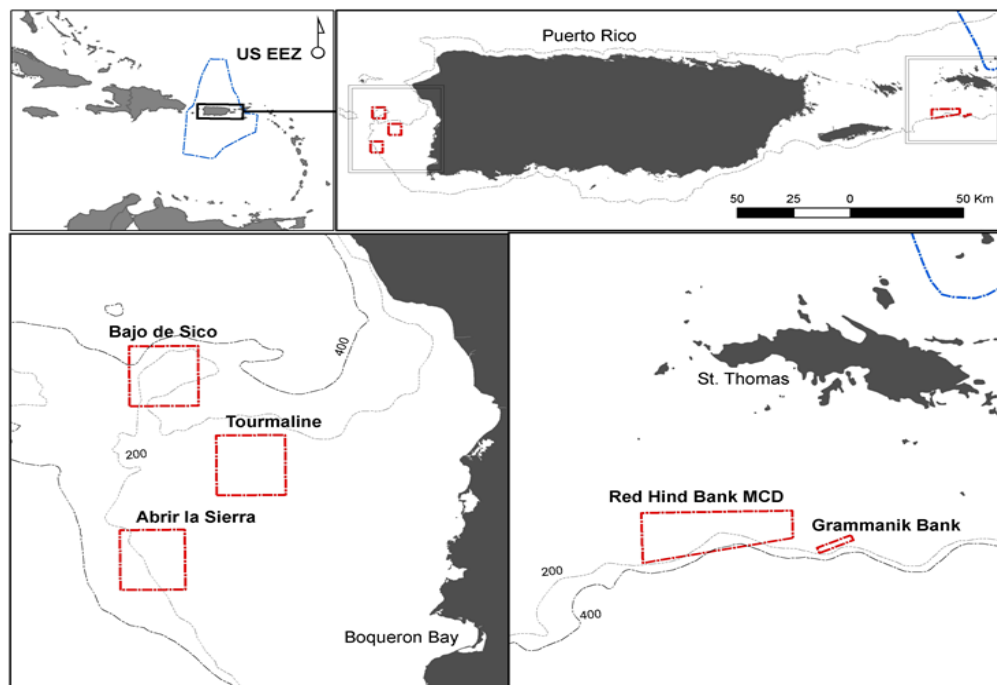 US EEZ
Puerto Rico
50 25 0 50 Km
Bajo de Sico
400
Tourmaline
200
Abrir la Sierra
Boqueron Bay
St. Thomas
Red Hind Bank MCD
Grammanik Bank
200
400